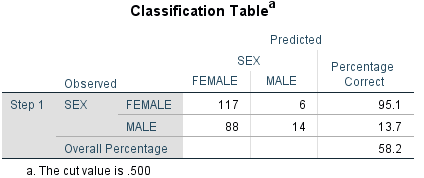 Classification Tableᵃ
Predicted
SEX Percentage
Observed FEMALE MALE Correct
Step 1 SEX FEMALE 117 6 95.1
MALE 88 14 13.7
Overall Percentage 58.2
a. The cut value is .500